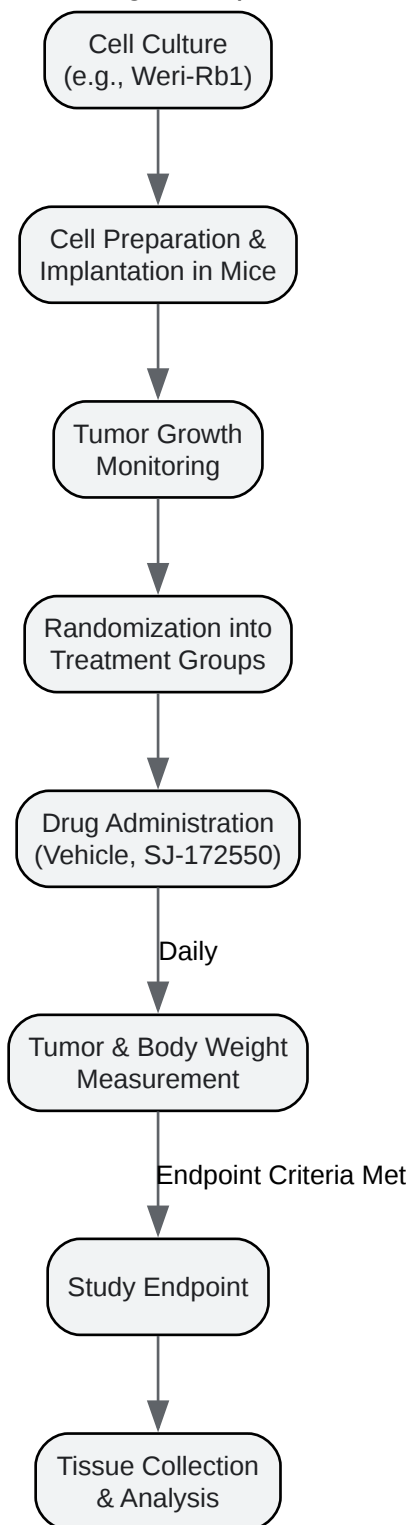 Cell Culture
(e.g., Weri-Rb1)
Cell Preparation &
Implantation in Mice
Tumor Growth
Monitoring
Randomization into
Treatment Groups
Drug Administration
(Vehicle, SJ-172550)
Daily
Tumor & Body Weight
Measurement
Endpoint Criteria Met
Study Endpoint
Tissue Collection
& Analysis